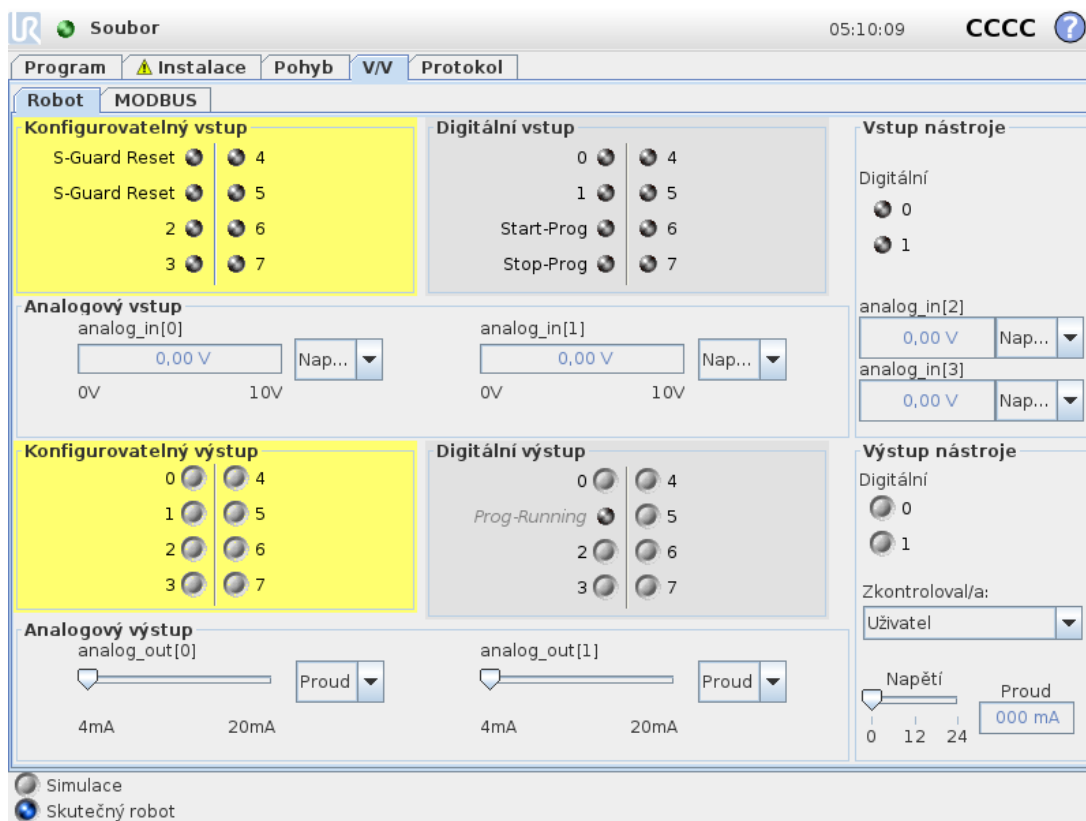 UR Soubor 05:10:09 CCCC ?
Program Instalace Pohyb V/V Protokol
Robot MODBUS
Konfigurovatelný vstup
S-Guard Reset 4
S-Guard Reset 5
2 6
3 7
Digitální vstup
0 4
1 5
Start-Prog 6
Stop-Prog 7
Vstup nástroje
Digitální
0
1
analog_in[2]
0,00 V Nap...
analog_in[3]
0,00 V Nap...
Analogový vstup
analog_in[0]
0,00 V Nap...
0V 10V
analog_in[1]
0,00 V Nap...
0V 10V
Konfigurovatelný výstup
0 4
1 5
2 6
3 7
Digitální výstup
0 4
Prog-Running 5
2 6
3 7
Výstup nástroje
Digitální
0
1
Zkontroloval/a:
Uživatel
Napětí
0 12 24
Proud
000 mA
Analogový výstup
analog_out[0]
Proud
4mA 20mA
analog_out[1]
Proud
4mA 20mA
Simulace
Skutečný robot